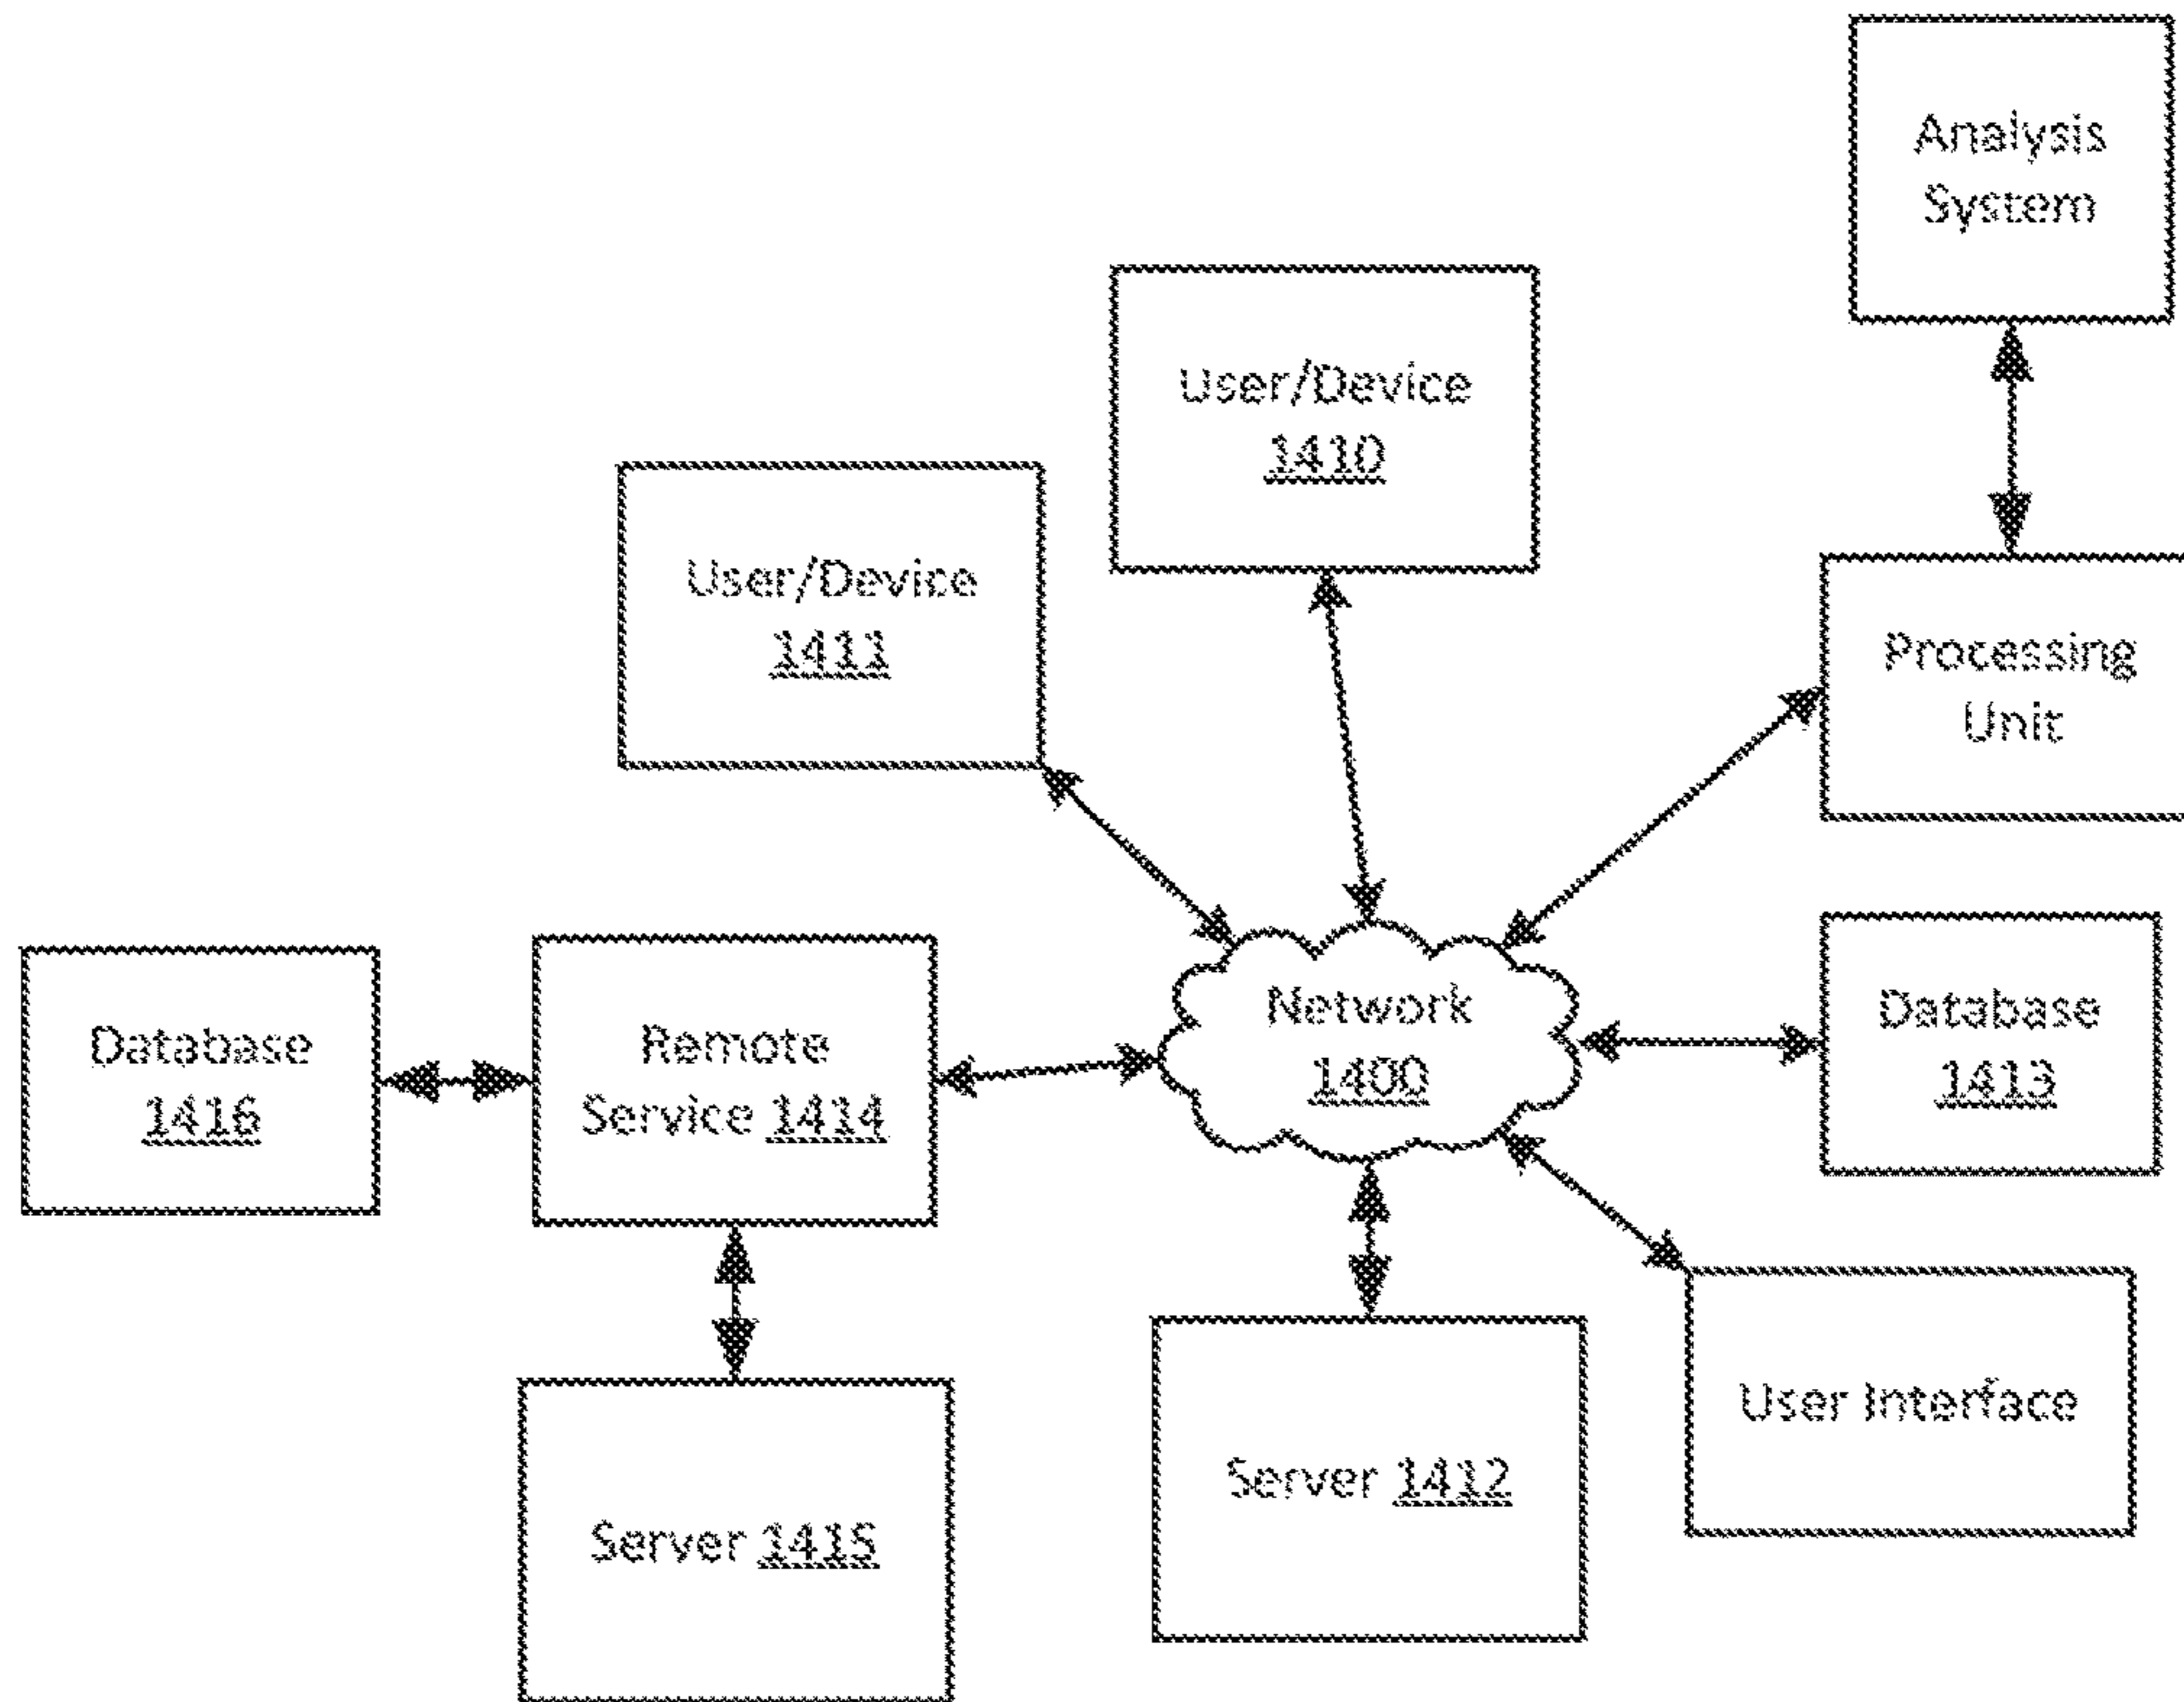 Analysis
System
User/Device
1410
User/Device
1411
Processing
Unit
Network
1400
Database
1413
Database
1416
Remote
Service 1414
User Interface
Server 1412
Server 1415